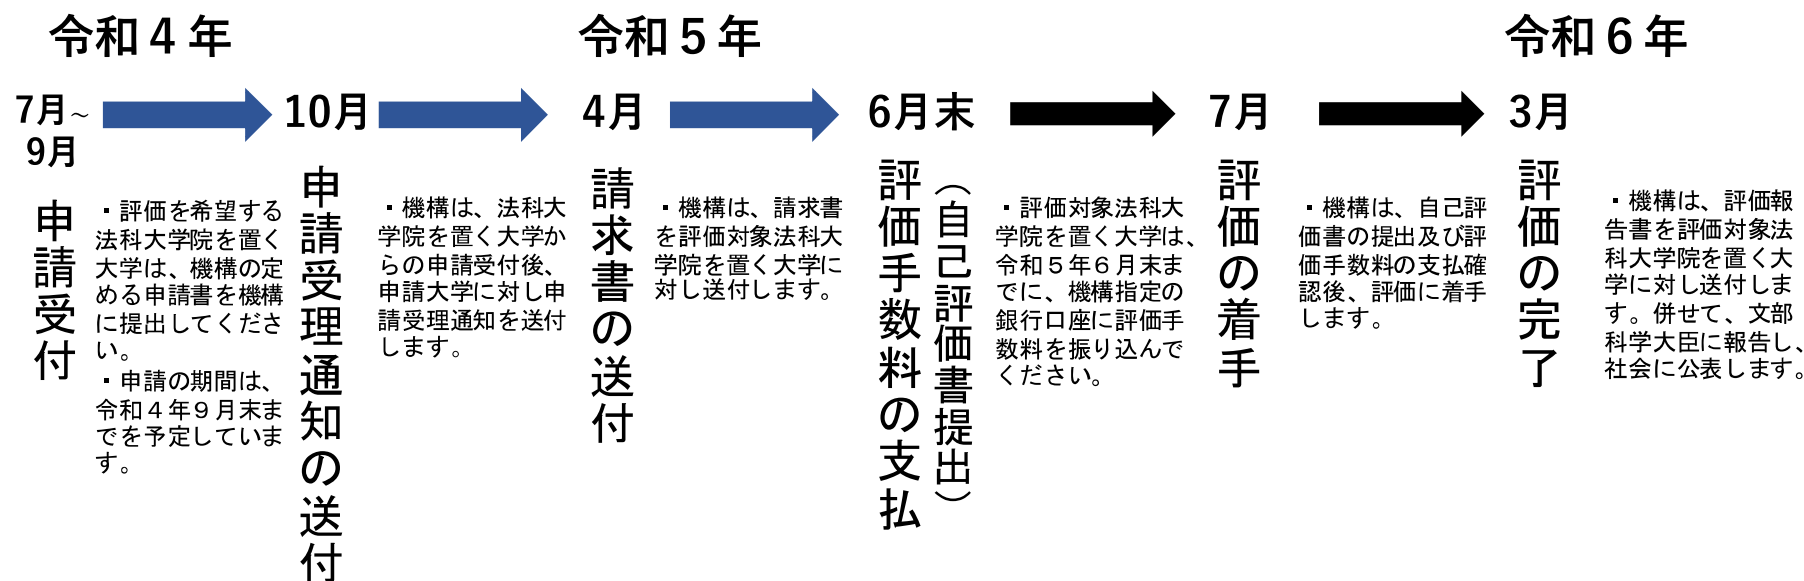 令和４年
令和５年
令和６年
7月～
9月
10月
4月
6月末
7月
3月
申請受付
・評価を希望する
法科大学院を置く
大学は、機構の定
める申請書を機構
に提出してくださ
い。
・申請の期間は、
令和４年９月末ま
でを予定していま
す。
申請受理通知の送付
・機構は、法科大
学院を置く大学か
らの申請受付後、
申請大学に対し申
請受理通知を送付
します。
請求書の送付
・機構は、請求書
を評価対象法科大
学院を置く大学に
対し送付します。
評価手数料の支払
（自己評価書提出）
・評価対象法科大
学院を置く大学は、
令和５年６月末ま
でに、機構指定の
銀行口座に評価手
数料を振り込んで
ください。
評価の着手
・機構は、自己評
価書の提出及び評
価手数料の支払確
認後、評価に着手
します。
評価の完了
・機構は、評価報
告書を評価対象法
科大学院を置く大
学に対し送付しま
す。併せて、文部
科学大臣に報告し、
社会に公表します。